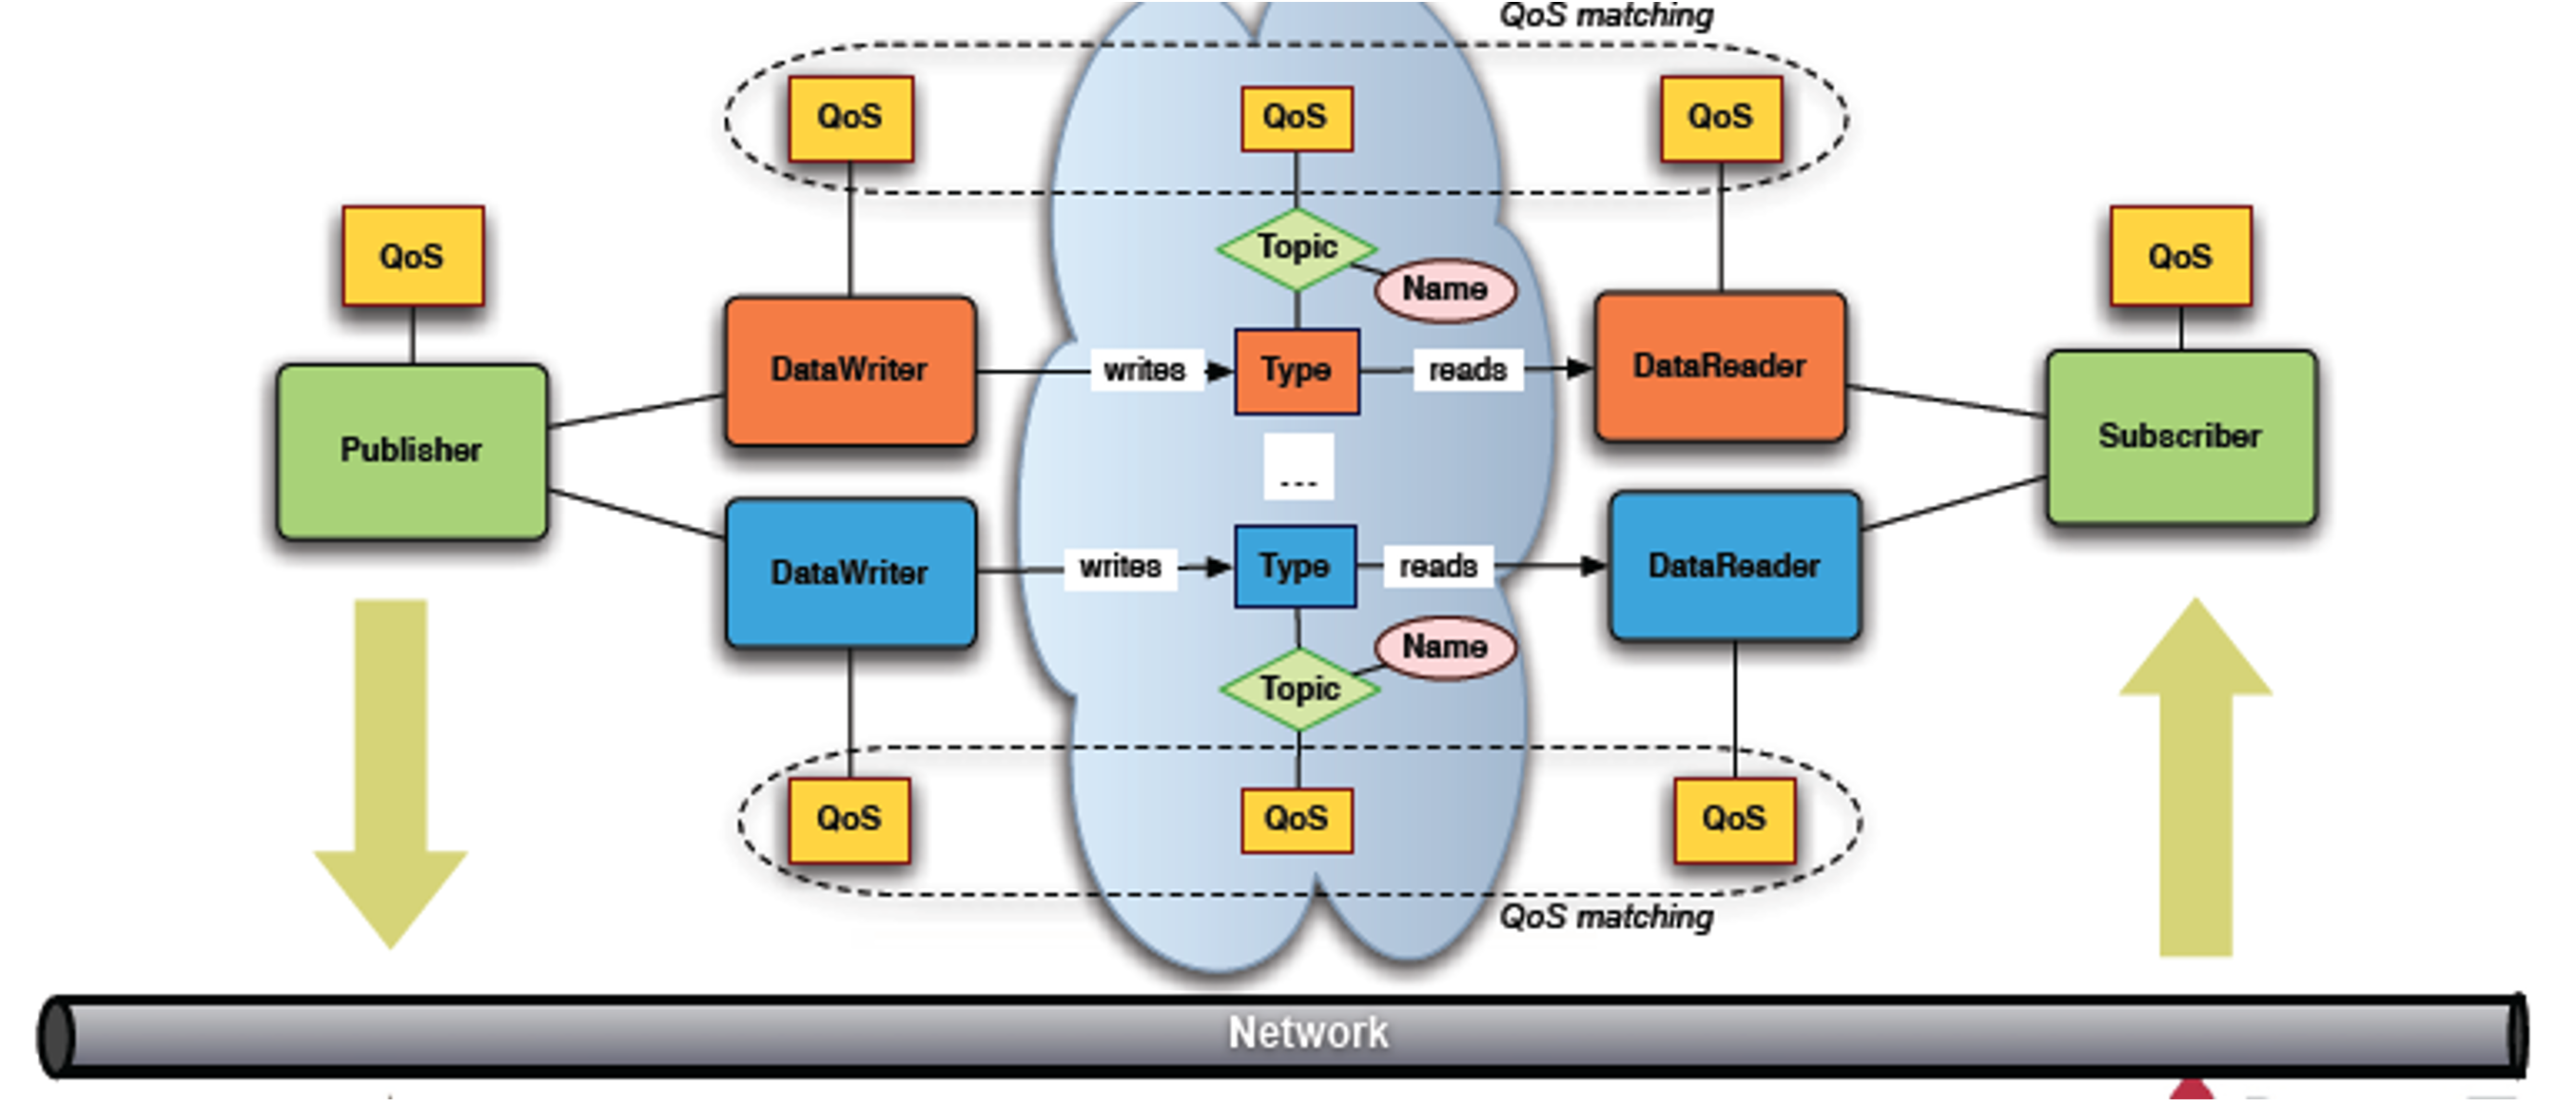 QoS matching
QoS
QoS
QoS
QoS
QoS
Topic
Name
DataWriter
writes
Type
reads
DataReader
Publisher
Subscriber
...
DataWriter
writes
Type
reads
DataReader
Name
Topic
QoS
QoS
QoS
QoS matching
Network